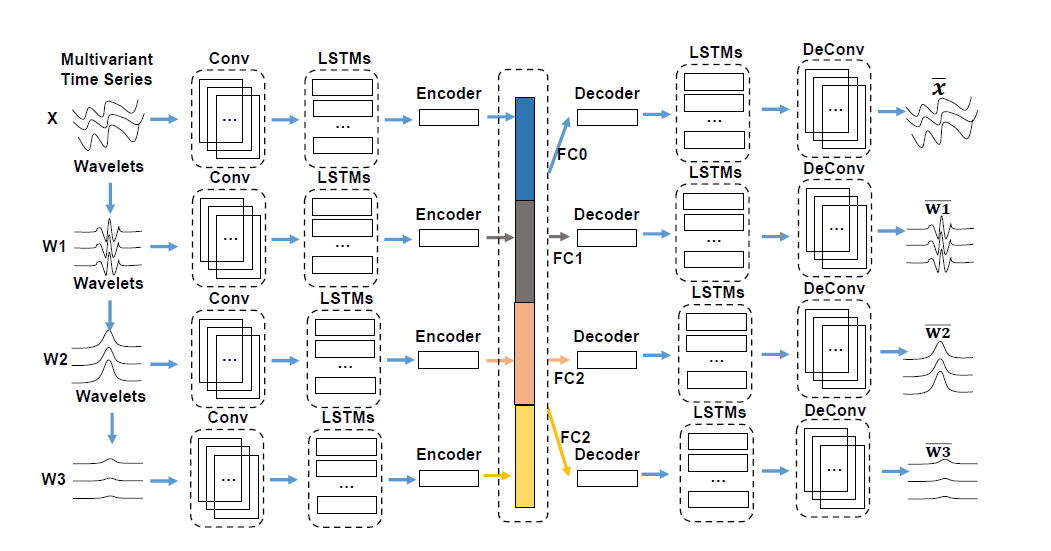 Multivariant
Time Series
Conv
LSTMs
Encoder
Decoder
LSTMs
DeConv
X
...
...
...
...
x̅
FC0
Wavelets
Conv
LSTMs
Encoder
Decoder
LSTMs
DeConv
W1
...
...
...
...
W1
FC1
Wavelets
Conv
LSTMs
Encoder
Decoder
LSTMs
DeConv
W2
...
...
...
...
W2
FC2
Wavelets
Conv
LSTMs
Encoder
FC2
Decoder
LSTMs
DeConv
W3
...
...
...
...
W3